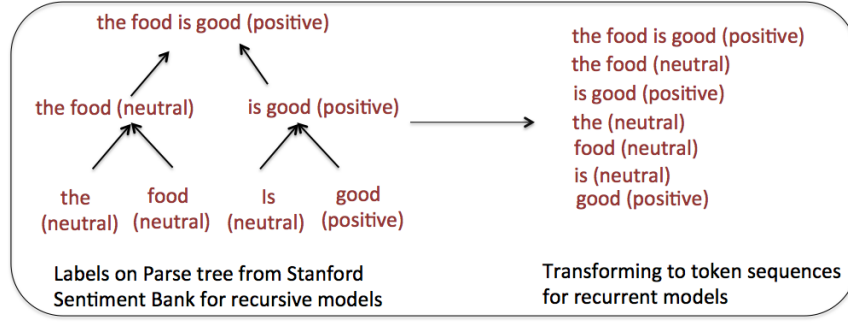 the food is good (positive)
the food (neutral)
is good (positive)
the
(neutral)
food
(neutral)
Is
(neutral)
good
(positive)
Labels on Parse tree from Stanford
Sentiment Bank for recursive models
the food is good (positive)
the food (neutral)
is good (positive)
the (neutral)
food (neutral)
is (neutral)
good (positive)
Transforming to token sequences
for recurrent models